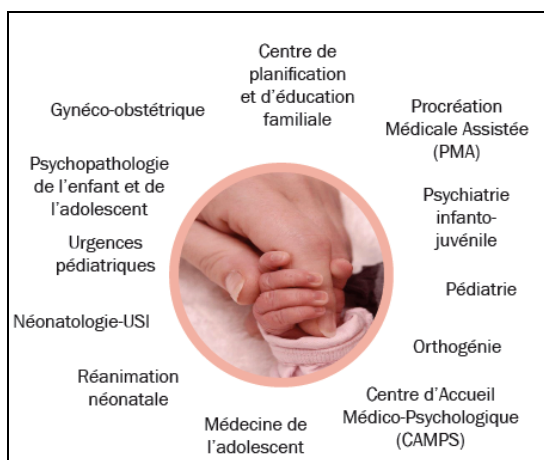 Centre de
planification
et d'éducation
familiale
Procréation
Médicale Assistée
(PMA)
Psychiatrie
infanto-
juvénile
Pédiatrie
Orthogénie
Centre d'Accueil
Médico-Psychologique
(CAMPS)
Médecine de
l'adolescent
Réanimation
néonatale
Néonatologie-USI
Urgences
pédiatriques
Psychopathologie
de l'enfant et de
l'adolescent
Gynéco-obstétrique